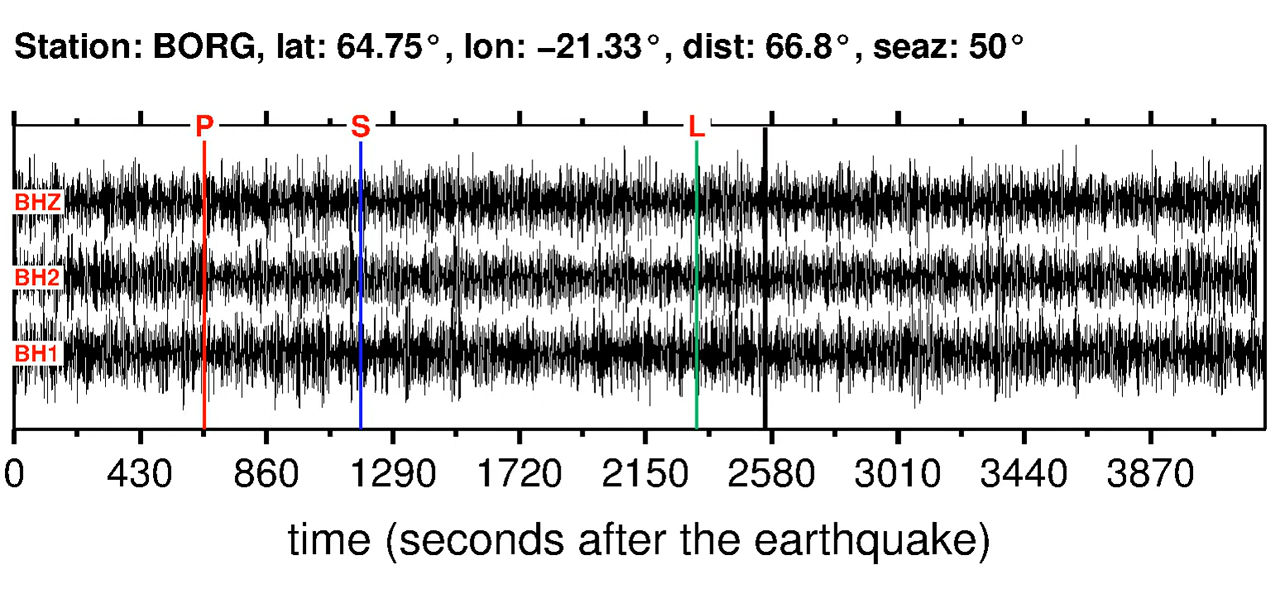 Station: BORG, lat: 64.75°, lon: −21.33°, dist: 66.8°, seaz: 50°
P S L
BHZ
BH2
BH1
0 430 860 1290 1720 2150 2580 3010 3440 3870
time (seconds after the earthquake)